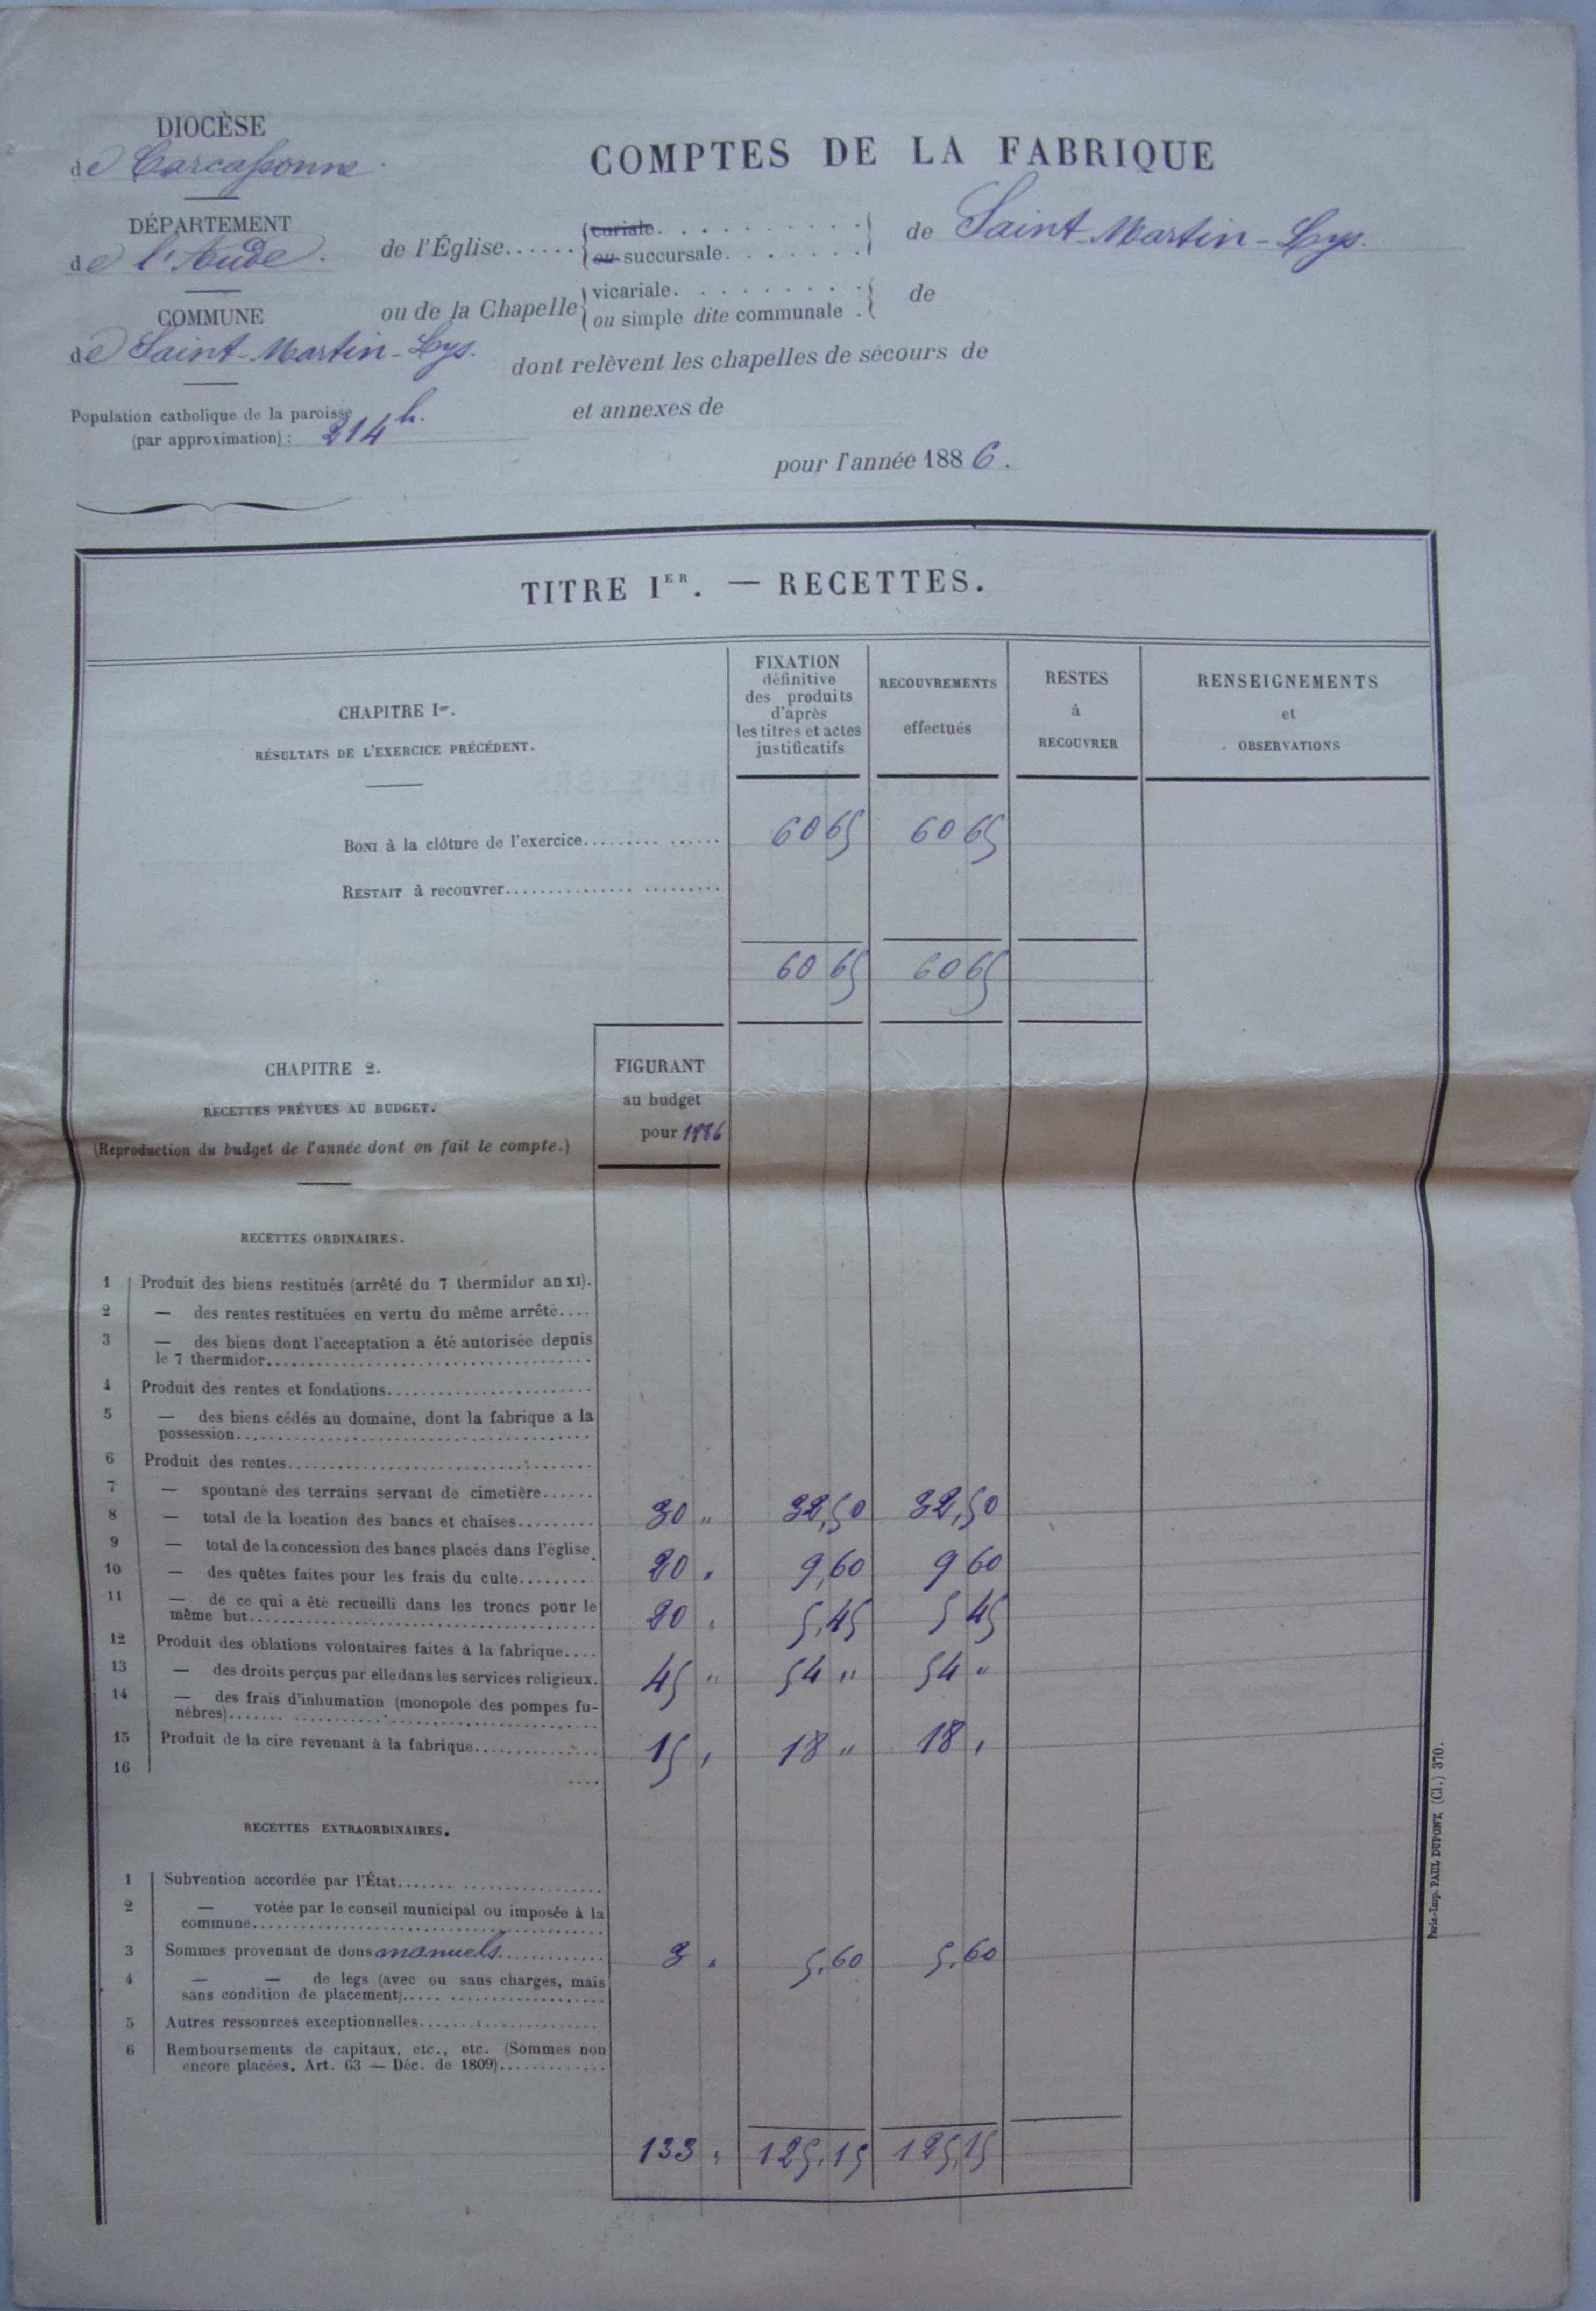 DIOCÈSE
de Carcassonne.
DÉPARTEMENT
de l'Aude.
COMMUNE
de Saint-Martin-Lys.
Population catholique de la paroisse
(par approximation) : 214 h.
COMPTES DE LA FABRIQUE
de l'Église...... curiale. . . . . . . . . . .
ou succursale. . . . . . . .
de Saint-Martin-Lys.
ou de la Chapelle vicariale. . . . . . . . . .
ou simple dite communale .
de
dont relèvent les chapelles de secours de
et annexes de
pour l'année 1886.
TITRE IER. — RECETTES.
CHAPITRE Ier.
RÉSULTATS DE L'EXERCICE PRÉCÉDENT.
FIXATION
définitive
des produits
d'après
les titres et actes
justificatifs
RECOUVREMENTS
effectués
RESTES
à
RECOUVRER
RENSEIGNEMENTS
et
OBSERVATIONS
BONI à la clôture de l'exercice............... 60 65 60 65
RESTAIT à recouvrer........................
60 65 60 65
CHAPITRE 2.
RECETTES PRÉVUES AU BUDGET.
(Reproduction du budget de l'année dont on fait le compte.)
FIGURANT
au budget
pour 1886
RECETTES ORDINAIRES.
1 Produit des biens restitués (arrêté du 7 thermidor an XI).
2 — des rentes restituées en vertu du même arrêté....
3 — des biens dont l'acceptation a été autorisée depuis
le 7 thermidor........................................
4 Produit des rentes et fondations.........................
5 — des biens cédés au domaine, dont la fabrique a la
possession...........................................
6 Produit des rentes.....................................
7 — spontané des terrains servant de cimetière......
8 — total de la location des bancs et chaises......... 30 " 32,50 32,50
9 — total de la concession des bancs placés dans l'église.
10 — des quêtes faites pour les frais du culte........ 20 " 9,60 9 60
11 — de ce qui a été recueilli dans les troncs pour le
même but.......................................... 20 " 5,45 5 45
12 Produit des oblations volontaires faites à la fabrique....
13 — des droits perçus par elle dans les services religieux. 45 " 54 " 54 "
14 — des frais d'inhumation (monopole des pompes fu-
nèbres)..............................................
15 Produit de la cire revenant à la fabrique............... 15 " 18 " 18 "
16 ....
RECETTES EXTRAORDINAIRES.
1 Subvention accordée par l'État.........................
2 — votée par le conseil municipal ou imposée à la
commune...........................................
3 Sommes provenant de dons manuels............. 3 " 5,60 5,60
4 — — de legs (avec ou sans charges, mais
sans condition de placement)..........................
5 Autres ressources exceptionnelles.......................
6 Remboursements de capitaux, etc., etc. (Sommes non
encore placées. Art. 63 — Déc. de 1809).............
133 " 125,15 125,15
Paris.-Imp. PAUL DUPONT, (Cl.) 370.